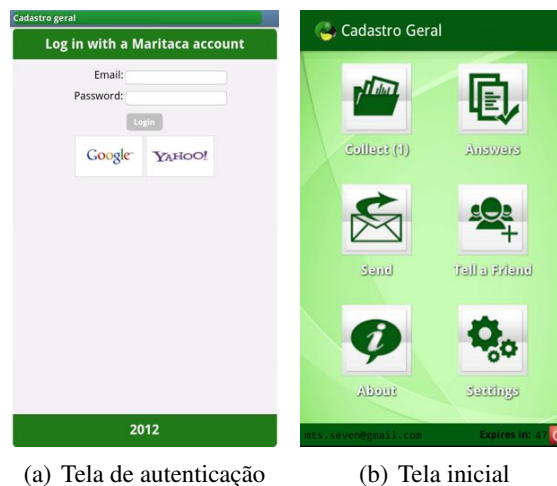 Cadastro geral
Log in with a Maritaca account
Email:
Password:
Login
Google YAHOO!
2012
(a) Tela de autenticação
Cadastro Geral
Collect (1) Answers
Send Tell a Friend
About Settings
mts.seven@gmail.com Expires in: 47
(b) Tela inicial